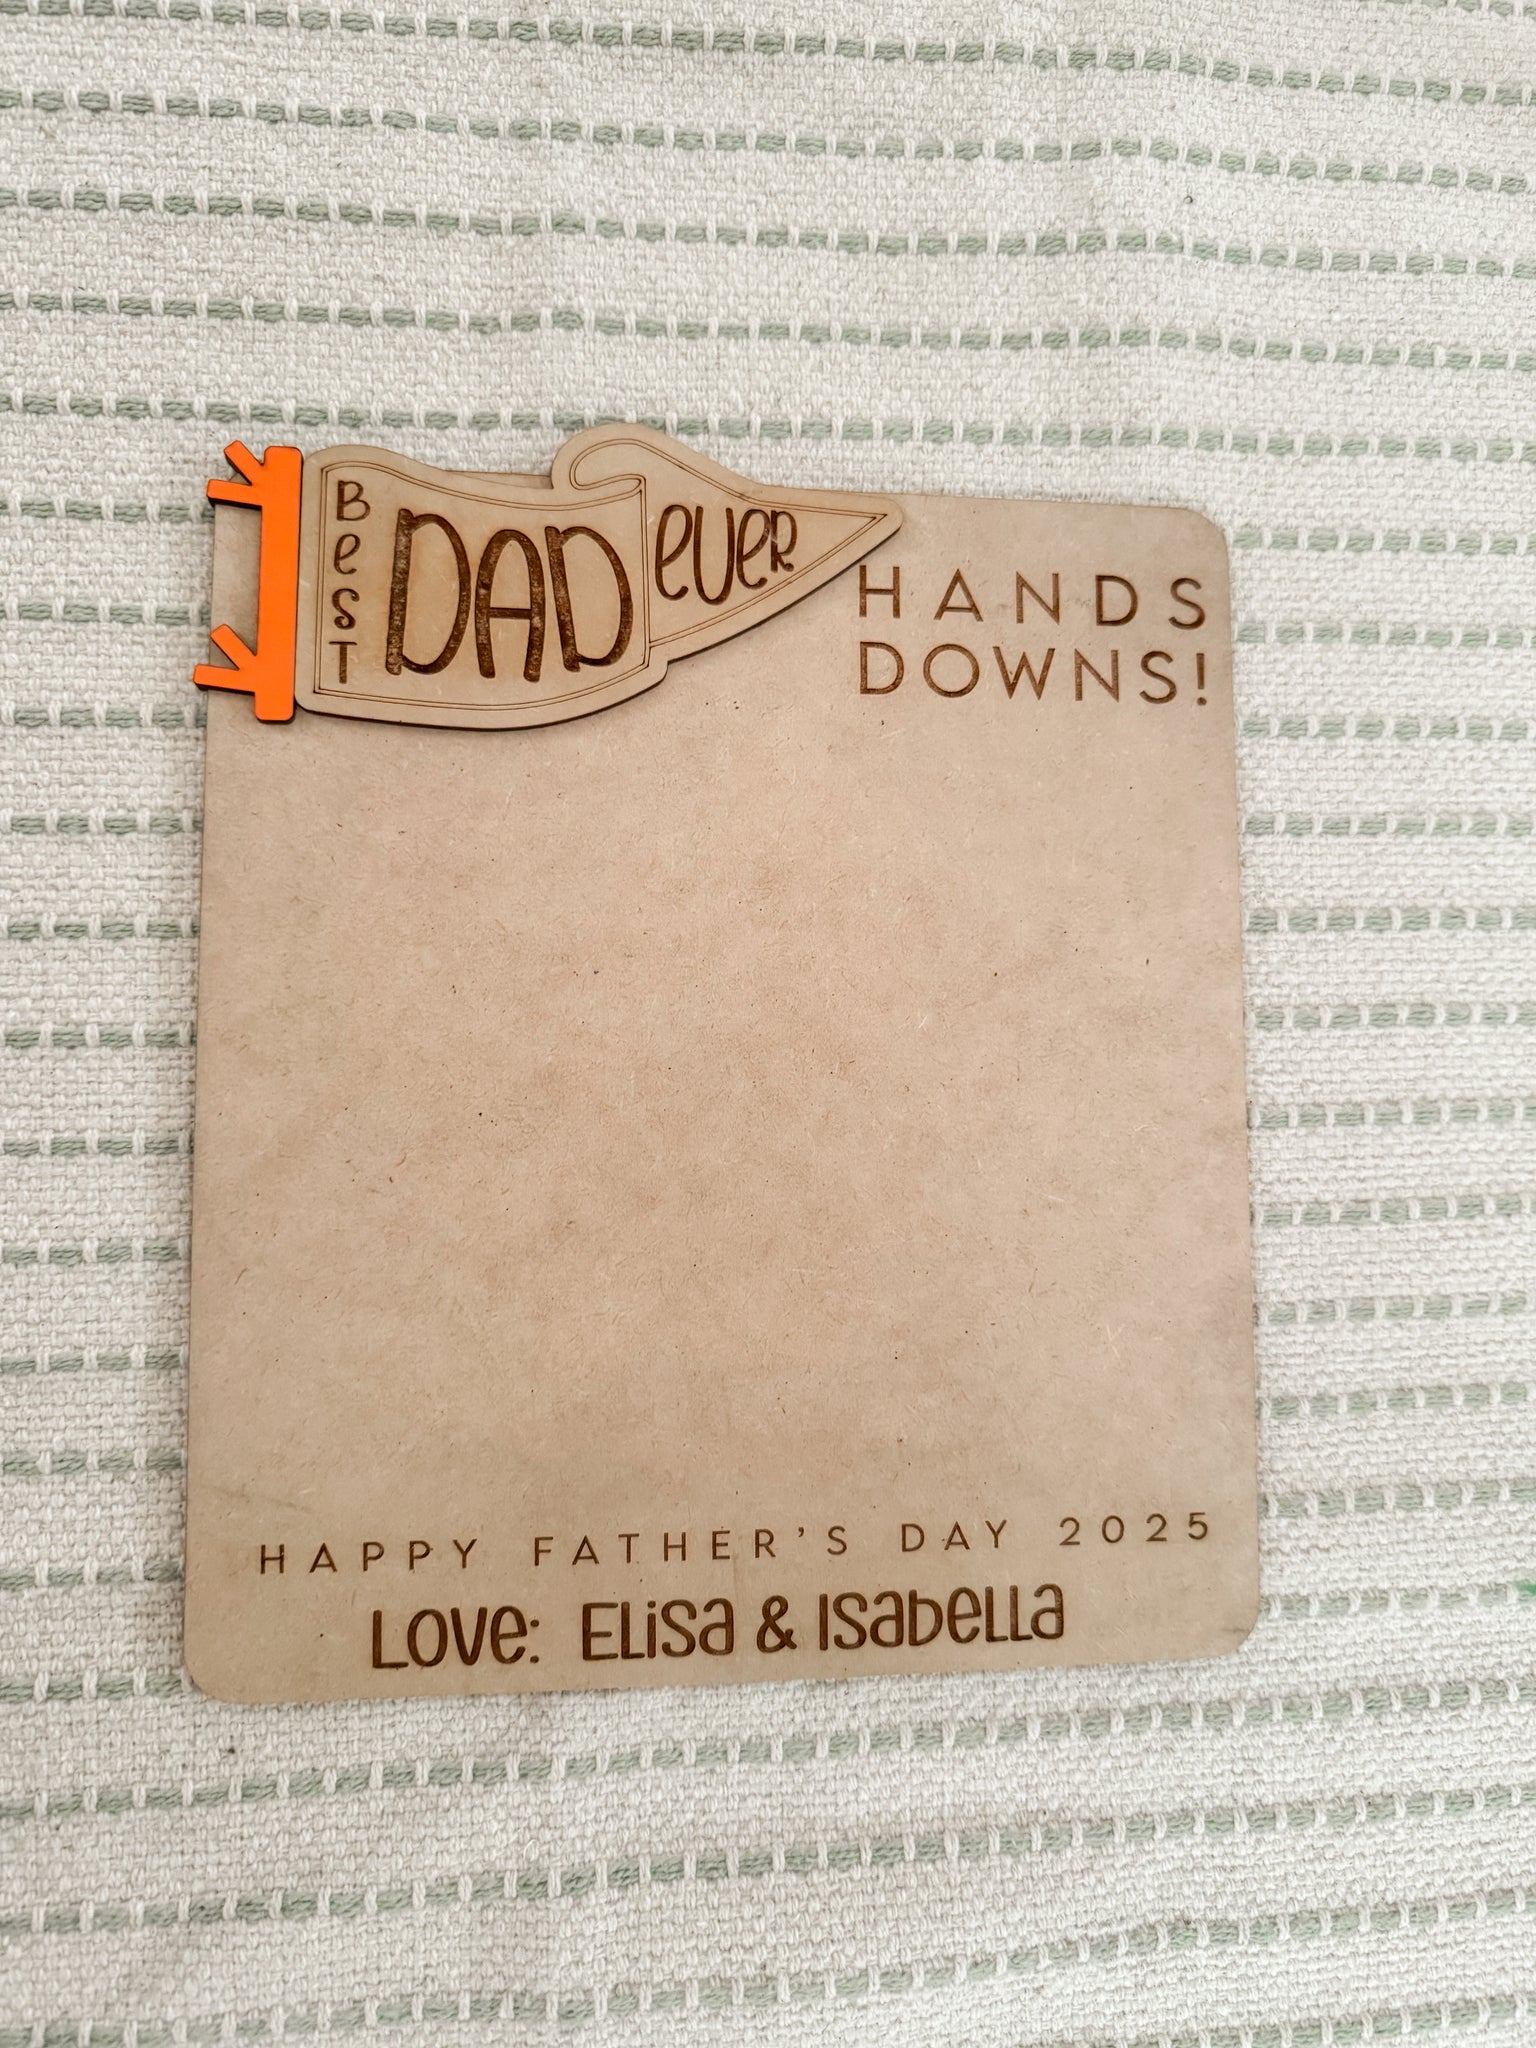 BeST DAD eVeR
HANDS
DOWNS!
HAPPY FATHER'S DAY 2025
Love: Elisa & Isabella